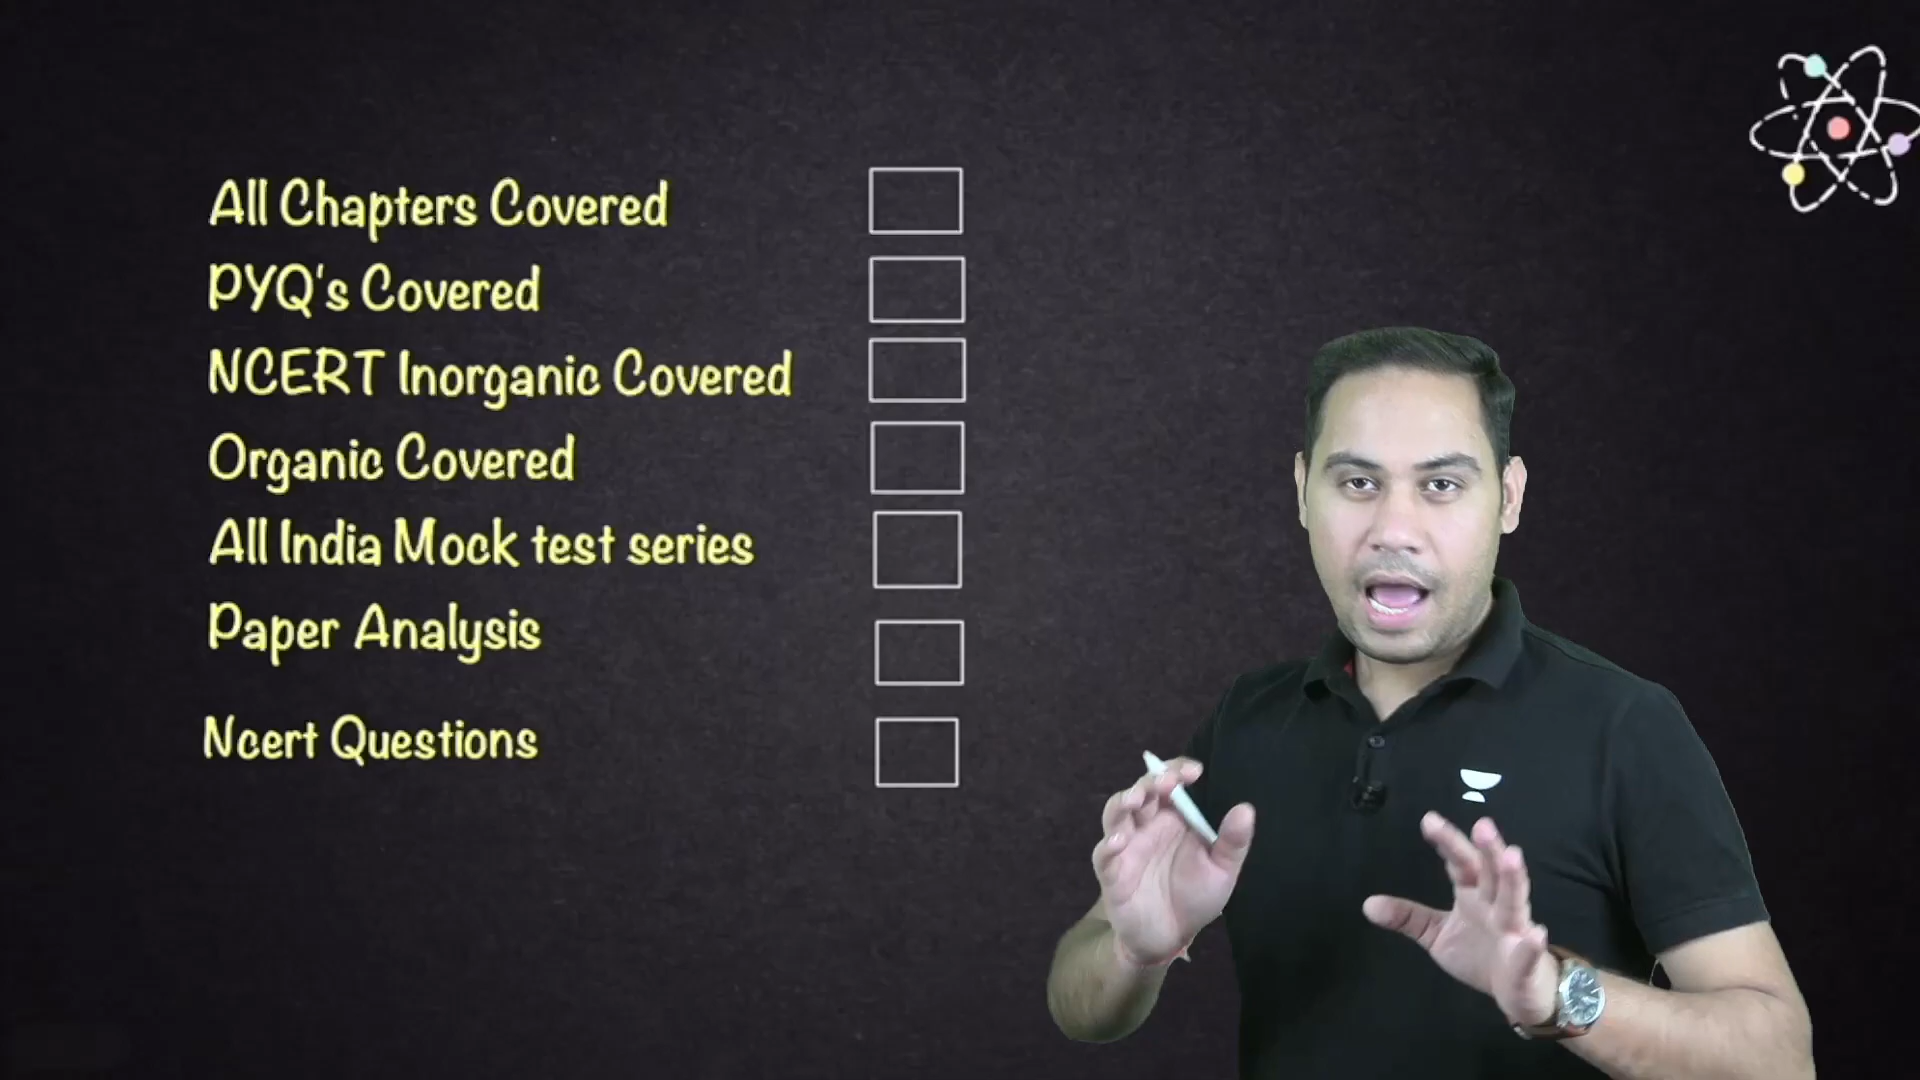 All Chapters Covered
PYQ's Covered
NCERT Inorganic Covered
Organic Covered
All India Mock test series
Paper Analysis
Ncert Questions